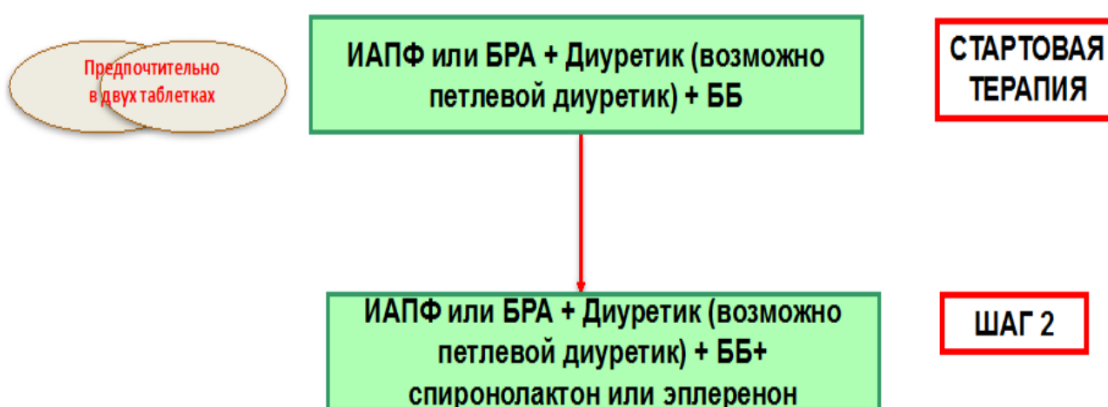 Предпочтительно
в двух таблетках
ИАПФ или БРА + Диуретик (возможно
петлевой диуретик) + ББ
СТАРТОВАЯ
ТЕРАПИЯ
ИАПФ или БРА + Диуретик (возможно
петлевой диуретик) + ББ+
спиронолактон или эплеренон
ШАГ 2